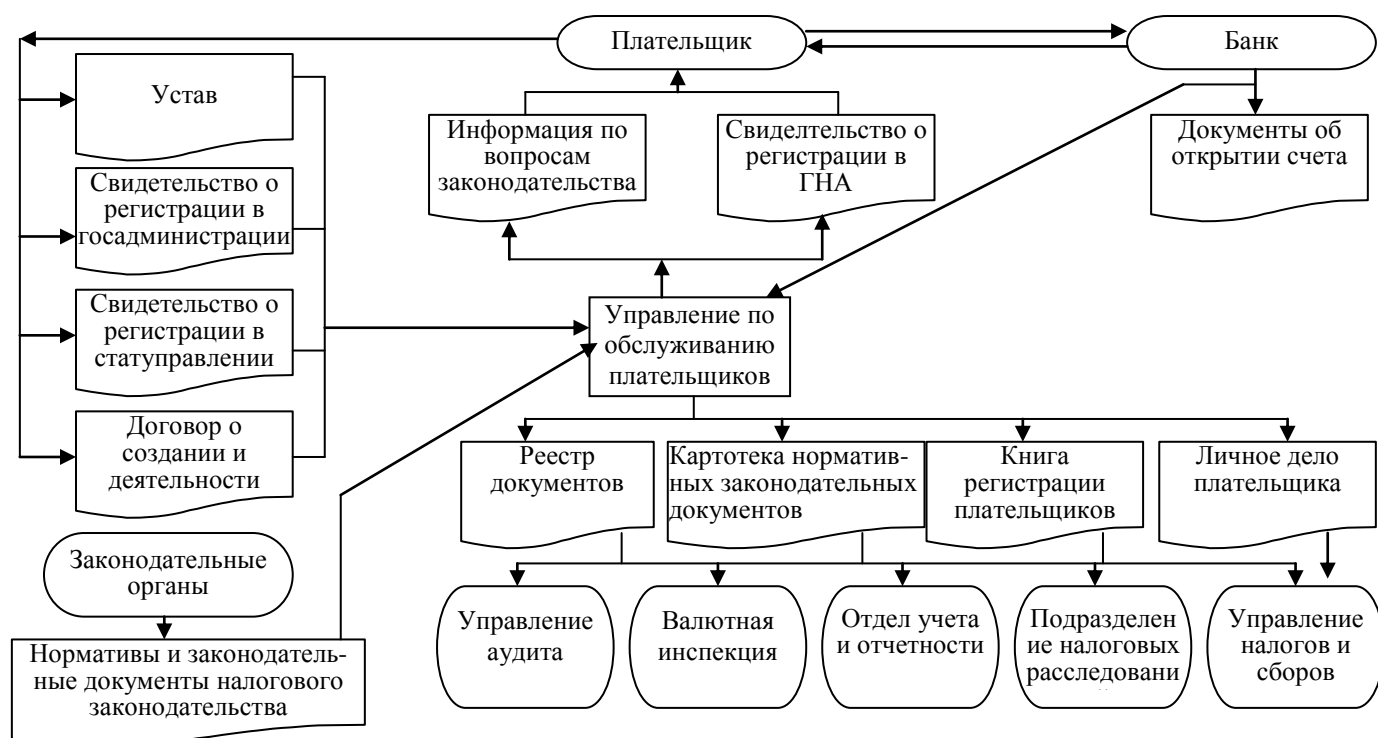 Плательщик
Банк
Устав
Информация по
вопросам
законодательства
Свиделтельство о
регистрации в
ГНА
Документы об
открытии счета
Свидетельство о
регистрации в
госадминистрации
Свидетельство о
регистрации в
статуправлении
Управление по
обслуживанию
плательщиков
Договор о
создании и
деятельности
Реестр
документов
Картотека норматив-
ных законодательных
документов
Книга
регистрации
плательщиков
Личное дело
плательщика
Законодательные
органы
Управление
аудита
Валютная
инспекция
Отдел учета
и отчетности
Подразделен
ие налоговых
расследовани
Управление
налогов и
сборов
Нормативы и законодатель-
ные документы налогового
законодательства